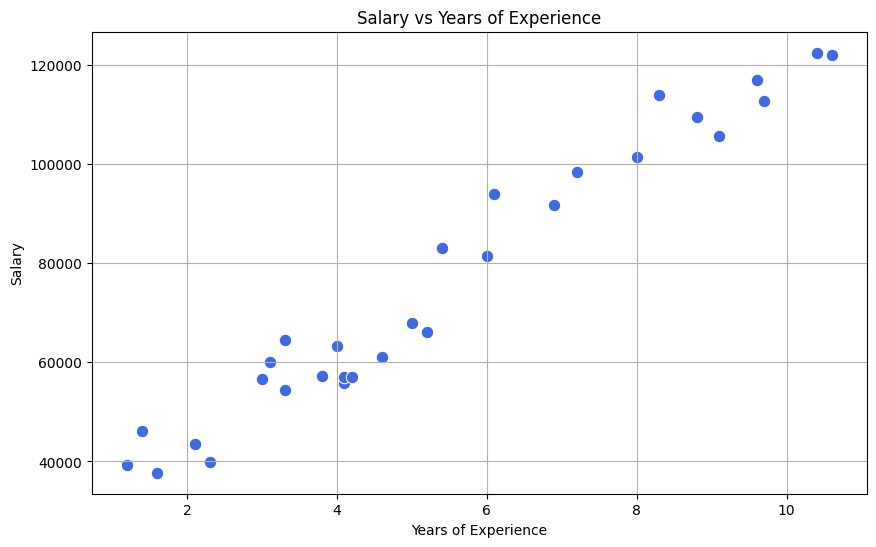 Salary vs Years of Experience
120000
100000
80000
60000
40000
Salary
2 4 6 8 10
Years of Experience